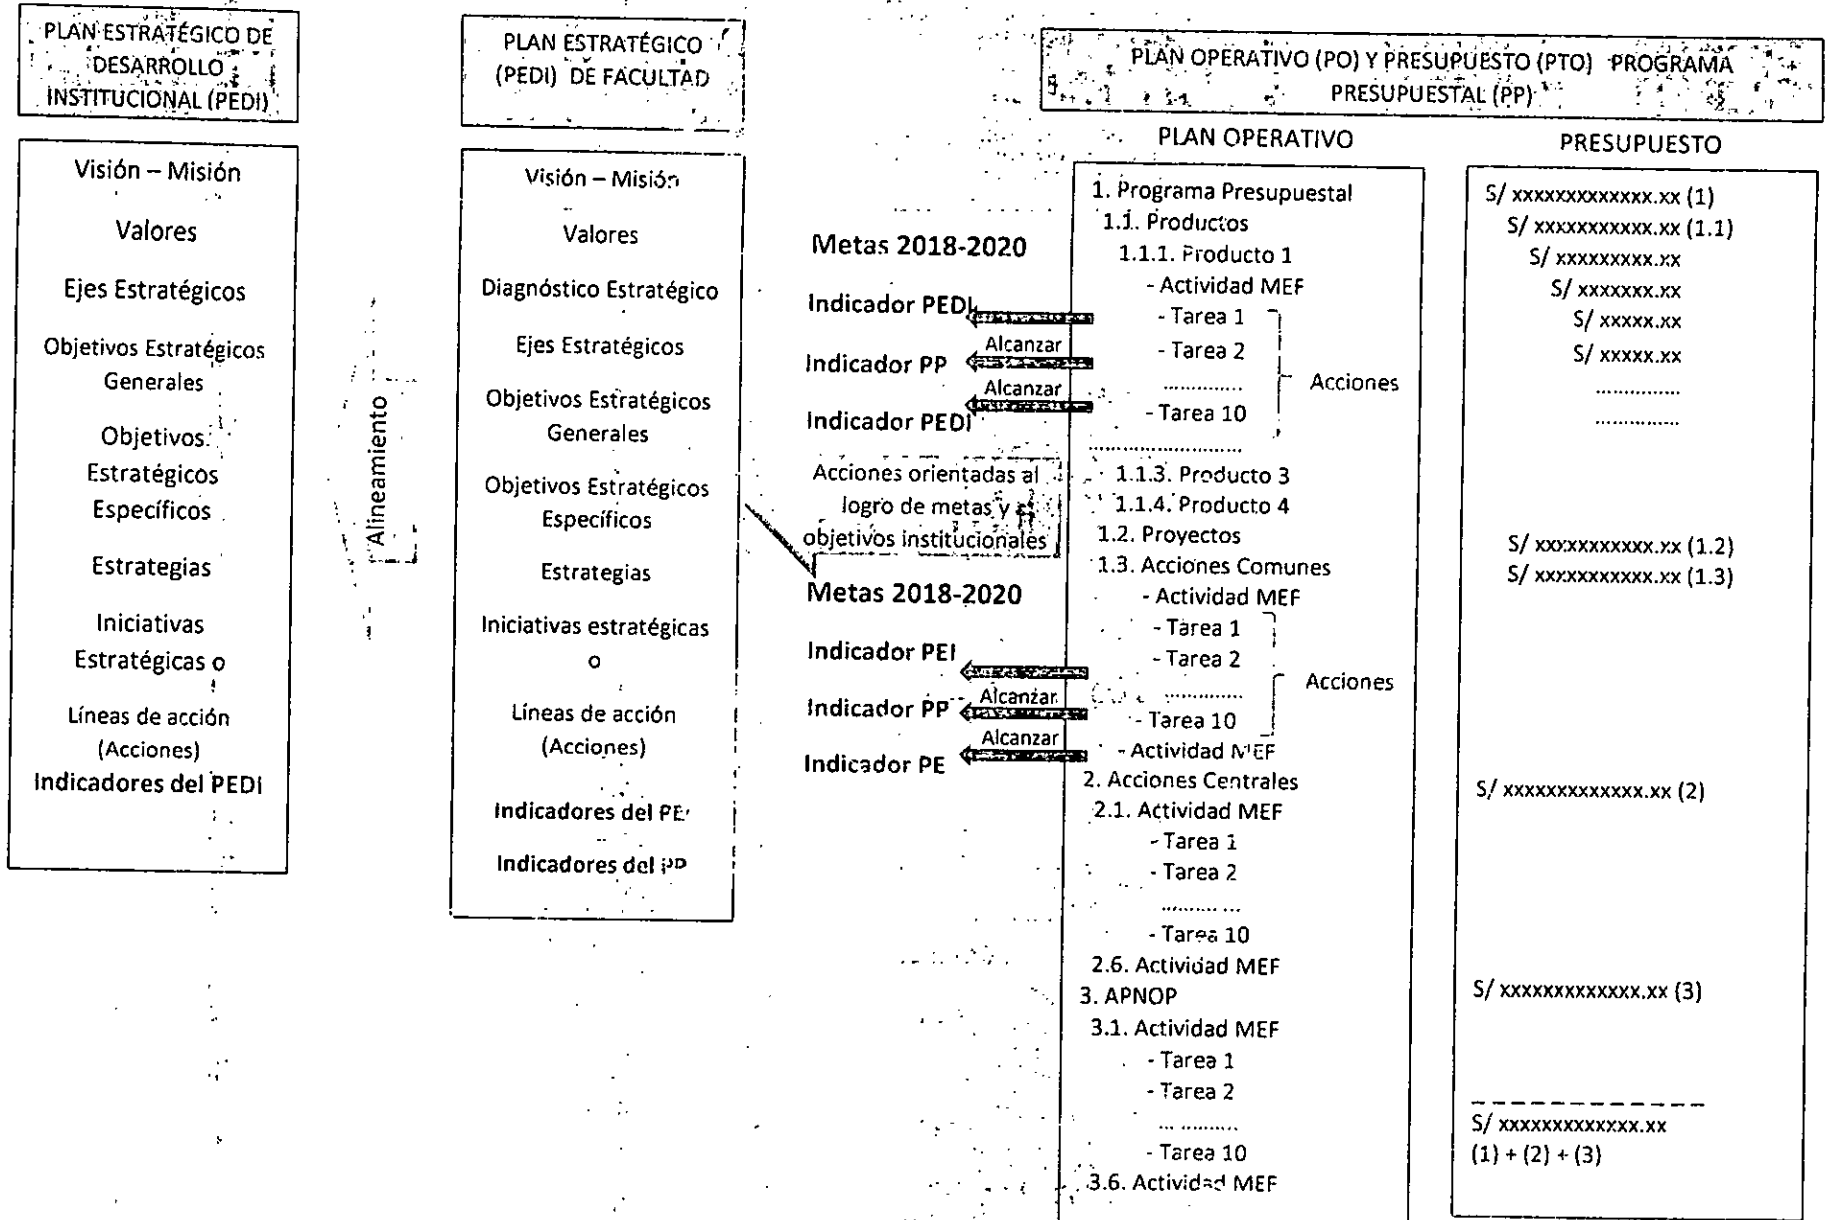 PLAN ESTRATÉGICO DE
DESARROLLO
INSTITUCIONAL (PEDI)
Visión – Misión
Valores
Ejes Estratégicos
Objetivos Estratégicos
Generales
Objetivos
Estratégicos
Específicos
Estrategias
Iniciativas
Estratégicas o
Líneas de acción
(Acciones)
Indicadores del PEDI
Alineamiento
PLAN ESTRATÉGICO
(PEDI) DE FACULTAD
Visión – Misión
Valores
Diagnóstico Estratégico
Ejes Estratégicos
Objetivos Estratégicos
Generales
Objetivos Estratégicos
Específicos
Estrategias
Iniciativas estratégicas
o
Líneas de acción
(Acciones)
Indicadores del
Indicadores del PP
Metas 2018-2020
Indicador PEDI
Alcanzar
Indicador PP
Alcanzar
Indicador PEDI
Acciones orientadas al
logro de metas y
objetivos institucionales
Metas 2018-2020
Indicador PEI
Alcanzar
Indicador PP
Alcanzar
Indicador PE
PLAN OPERATIVO (PO) Y PRESUPUESTO (PTO) PROGRAMA
PRESUPUESTAL (PP)
PLAN OPERATIVO
1. Programa Presupuestal
1.1. Productos
1.1.1. Producto 1
- Actividad MEF
- Tarea 1
- Tarea 2
..............
- Tarea 10
Acciones
..........................
1.1.3. Producto 3
1.1.4. Producto 4
1.2. Proyectos
1.3. Acciones Comunes
- Actividad MEF
- Tarea 1
- Tarea 2
..............
- Tarea 10
Acciones
- Actividad MEF
2. Acciones Centrales
2.1. Actividad MEF
- Tarea 1
- Tarea 2
..............
- Tarea 10
2.6. Actividad MEF
3. APNOP
3.1. Actividad MEF
- Tarea 1
- Tarea 2
..............
- Tarea 10
3.6. Actividad MEF
PRESUPUESTO
S/ xxxxxxxxxxxxx.xx (1)
S/ xxxxxxxxxxx.xx (1.1)
S/ xxxxxxxxx.xx
S/ xxxxxxx.xx
S/ xxxxx.xx
S/ xxxxx.xx
..............
..............
S/ xxxxxxxxxxx.xx (1.2)
S/ xxxxxxxxxxx.xx (1.3)
S/ xxxxxxxxxxxxx.xx (2)
S/ xxxxxxxxxxxxx.xx (3)
S/ xxxxxxxxxxxxx.xx
(1) + (2) + (3)